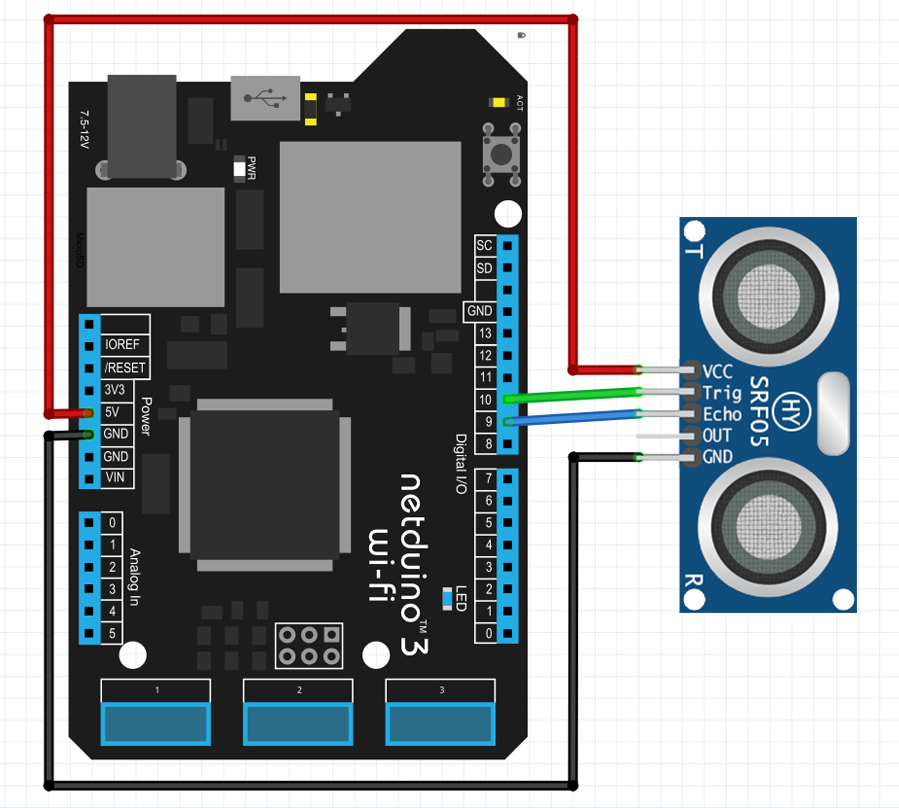 7.5-12V
PWR
ACT
MicroSD
IOREF
/RESET
3V3
5V
GND
GND
VIN
Power
0
1
2
3
4
5
Analog In
SC
SD
GND
13
12
11
10
9
8
Digital I/O
7
6
5
4
3
2
1
0
LED
netduino™ 3
wi-fi
1
2
3
T
VCC
Trig
Echo
OUT
GND
SRF05
HY
R